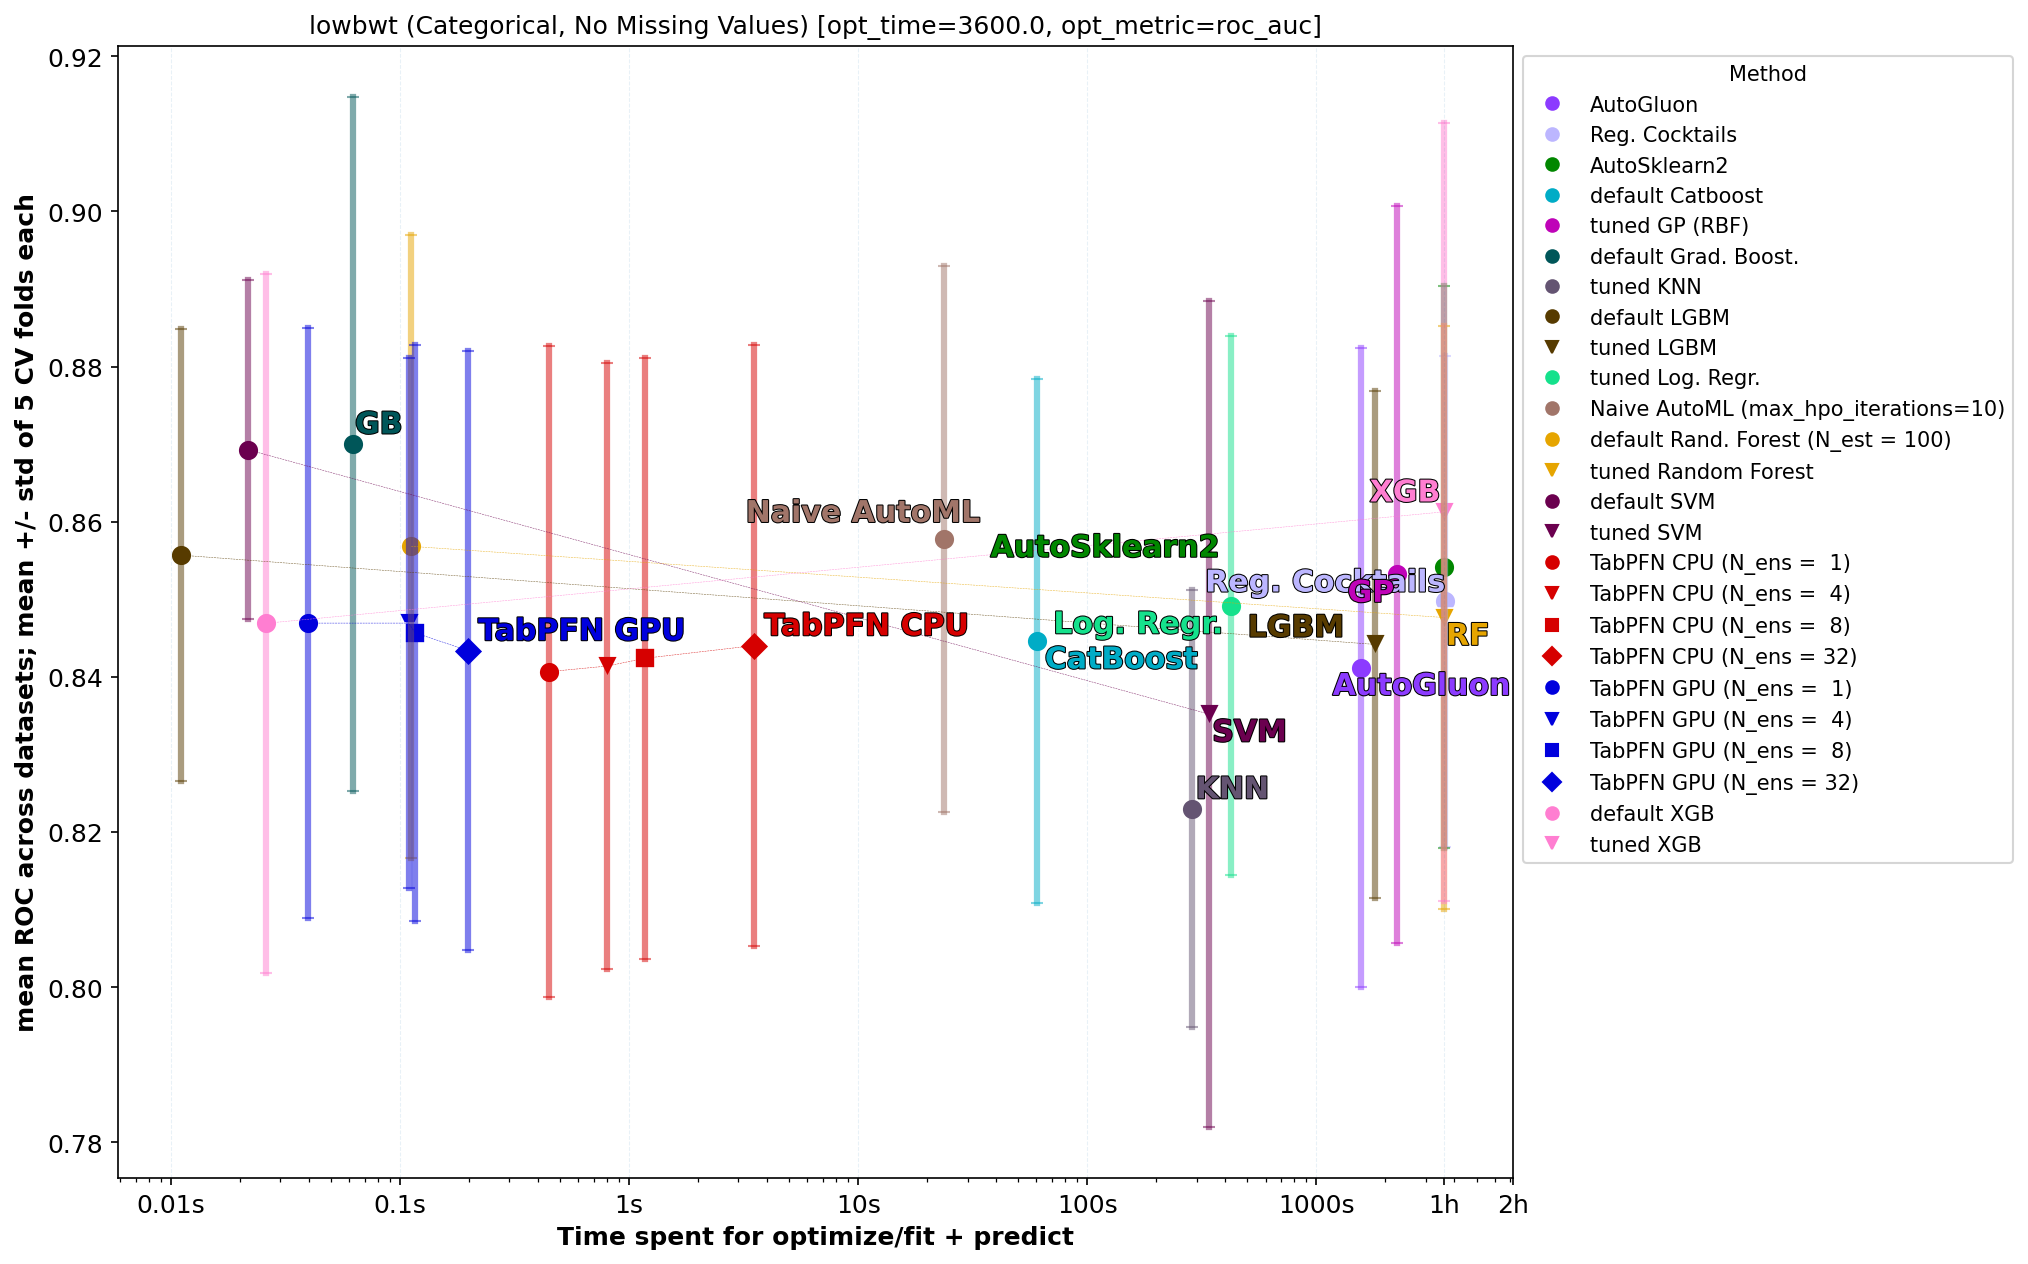 lowbwt (Categorical, No Missing Values) [opt_time=3600.0, opt_metric=roc_auc]
mean ROC across datasets; mean +/- std of 5 CV folds each
0.92
0.90
0.88
0.86
0.84
0.82
0.80
0.78
GB
Naive AutoML
XGB
AutoSklearn2
Reg. Cocktails
GP
TabPFN GPU
TabPFN CPU
Log. Regr.
LGBM
RF
CatBoost
AutoGluon
SVM
KNN
0.01s
0.1s
1s
10s
100s
1000s
1h
2h
Time spent for optimize/fit + predict
Method
AutoGluon
Reg. Cocktails
AutoSklearn2
default Catboost
tuned GP (RBF)
default Grad. Boost.
tuned KNN
default LGBM
tuned LGBM
tuned Log. Regr.
Naive AutoML (max_hpo_iterations=10)
default Rand. Forest (N_est = 100)
tuned Random Forest
default SVM
tuned SVM
TabPFN CPU (N_ens =  1)
TabPFN CPU (N_ens =  4)
TabPFN CPU (N_ens =  8)
TabPFN CPU (N_ens = 32)
TabPFN GPU (N_ens =  1)
TabPFN GPU (N_ens =  4)
TabPFN GPU (N_ens =  8)
TabPFN GPU (N_ens = 32)
default XGB
tuned XGB